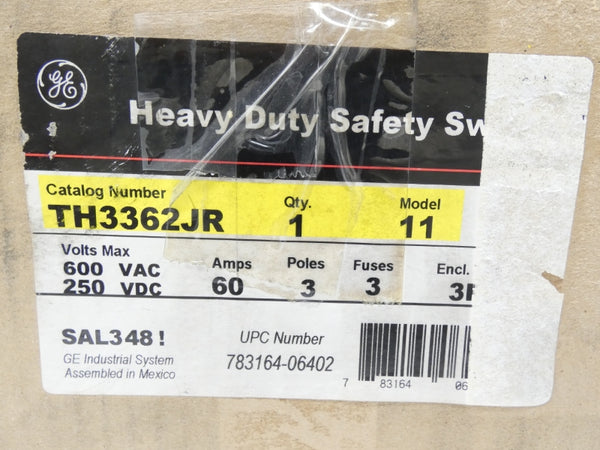 GE
Heavy Duty Safety Sw
Catalog Number Qty. Model
TH3362JR 1 11
Volts Max Amps Poles Fuses Encl.
600 VAC
250 VDC 60 3 3 3
SAL348!
GE Industrial System
Assembled in Mexico
UPC Number
783164-06402
7 83164 06